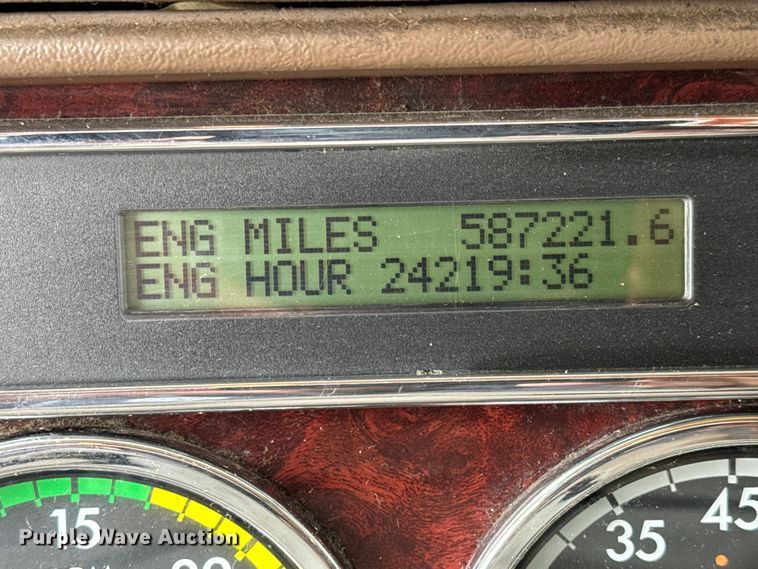 ENG MILES 587221.6
ENG HOUR 24219:36
15
35
45
Purple Wave Auction